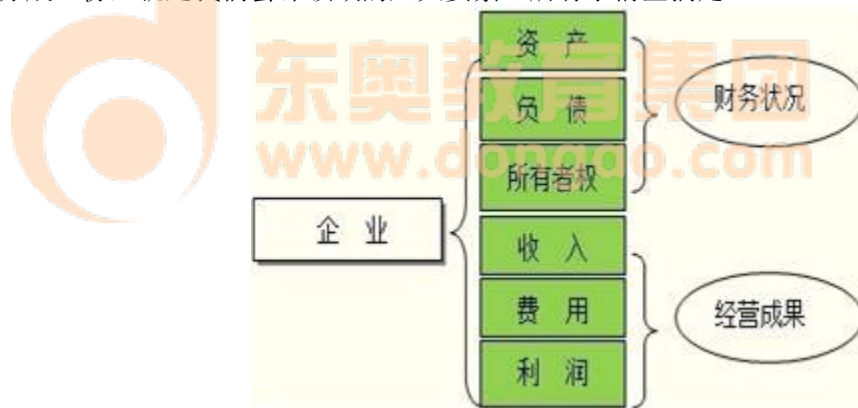 东奥教育集团
www.dongao.com
资 产
负 债
所有者权
财务状况
企 业
收 入
费 用
利 润
经营成果